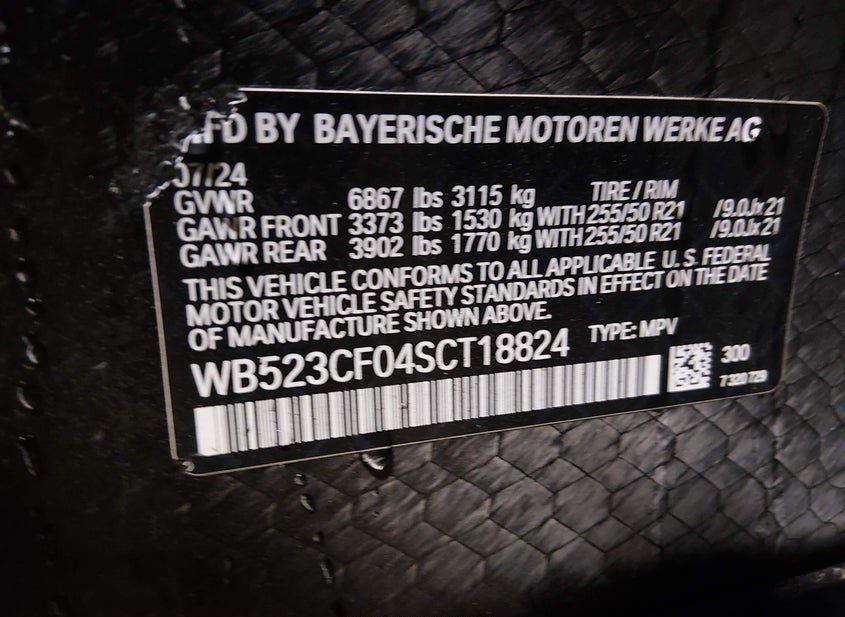 MFD BY BAYERISCHE MOTOREN WERKE AG
07/24
GVWR 6867 lbs 3115 kg TIRE / RIM
GAWR FRONT 3373 lbs 1530 kg WITH 255/50 R21 /9.0Jx21
GAWR REAR 3902 lbs 1770 kg WITH 255/50 R21 /9.0Jx21
THIS VEHICLE CONFORMS TO ALL APPLICABLE U.S. FEDERAL
MOTOR VEHICLE SAFETY STANDARDS IN EFFECT ON THE DATE
OF MANUFACTURE SHOWN ABOVE.
WB523CF04SCT18824 TYPE: MPV
300
7320729